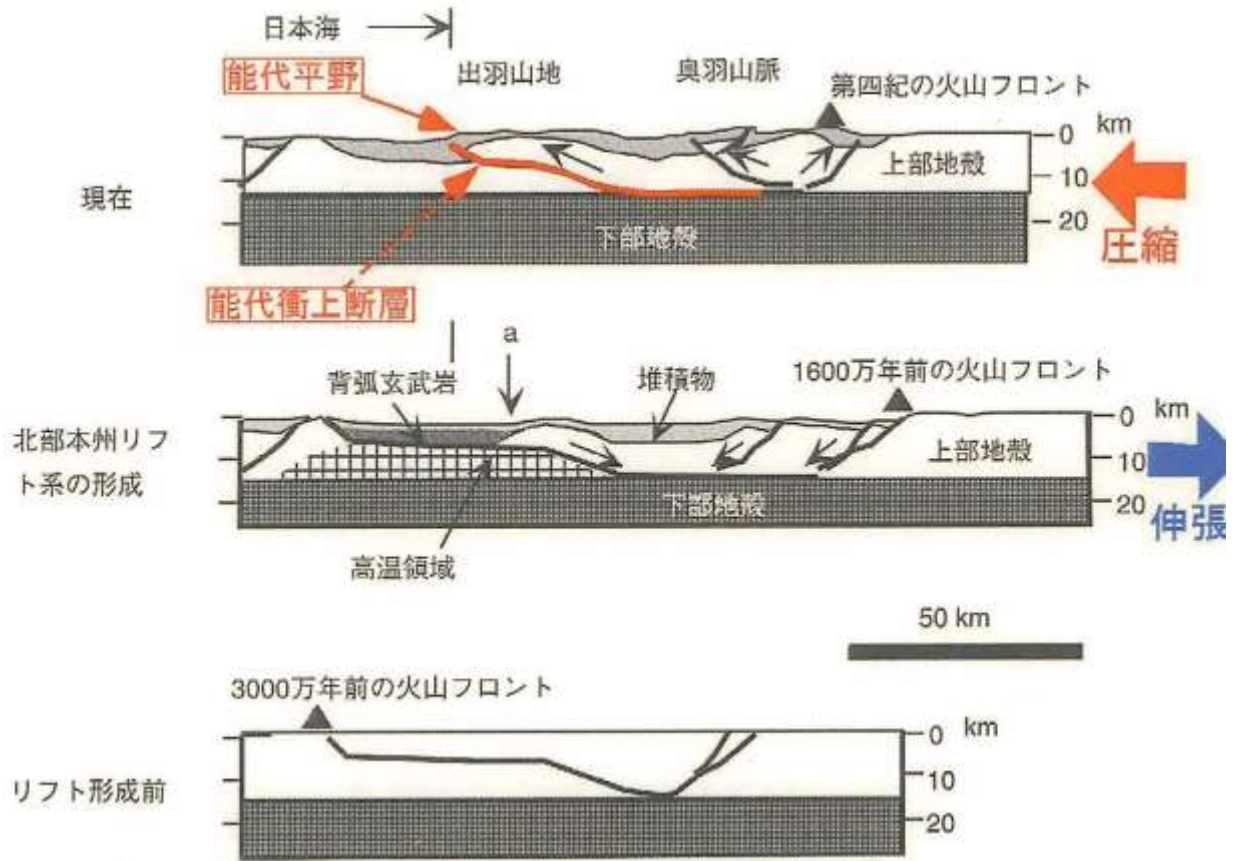 日本海
能代平野
出羽山地
奥羽山脈
第四紀の火山フロント
0 km
10
20
上部地殻
現在
下部地殻
圧縮
能代衝上断層
a
背弧玄武岩
堆積物
1600万年前の火山フロント
0 km
10
20
北部本州リフ
ト系の形成
上部地殻
下部地殻
伸張
高温領域
50 km
3000万年前の火山フロント
0 km
10
20
リフト形成前